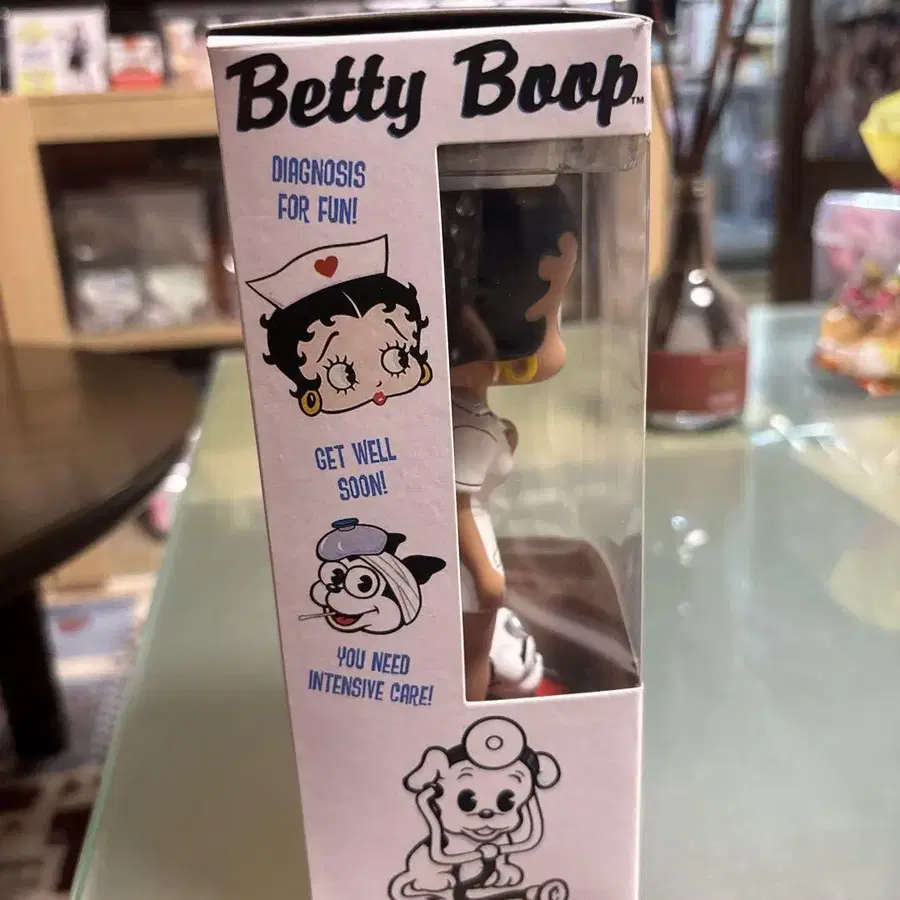 Betty Boop™
DIAGNOSIS
FOR FUN!
GET WELL
SOON!
YOU NEED
INTENSIVE CARE!